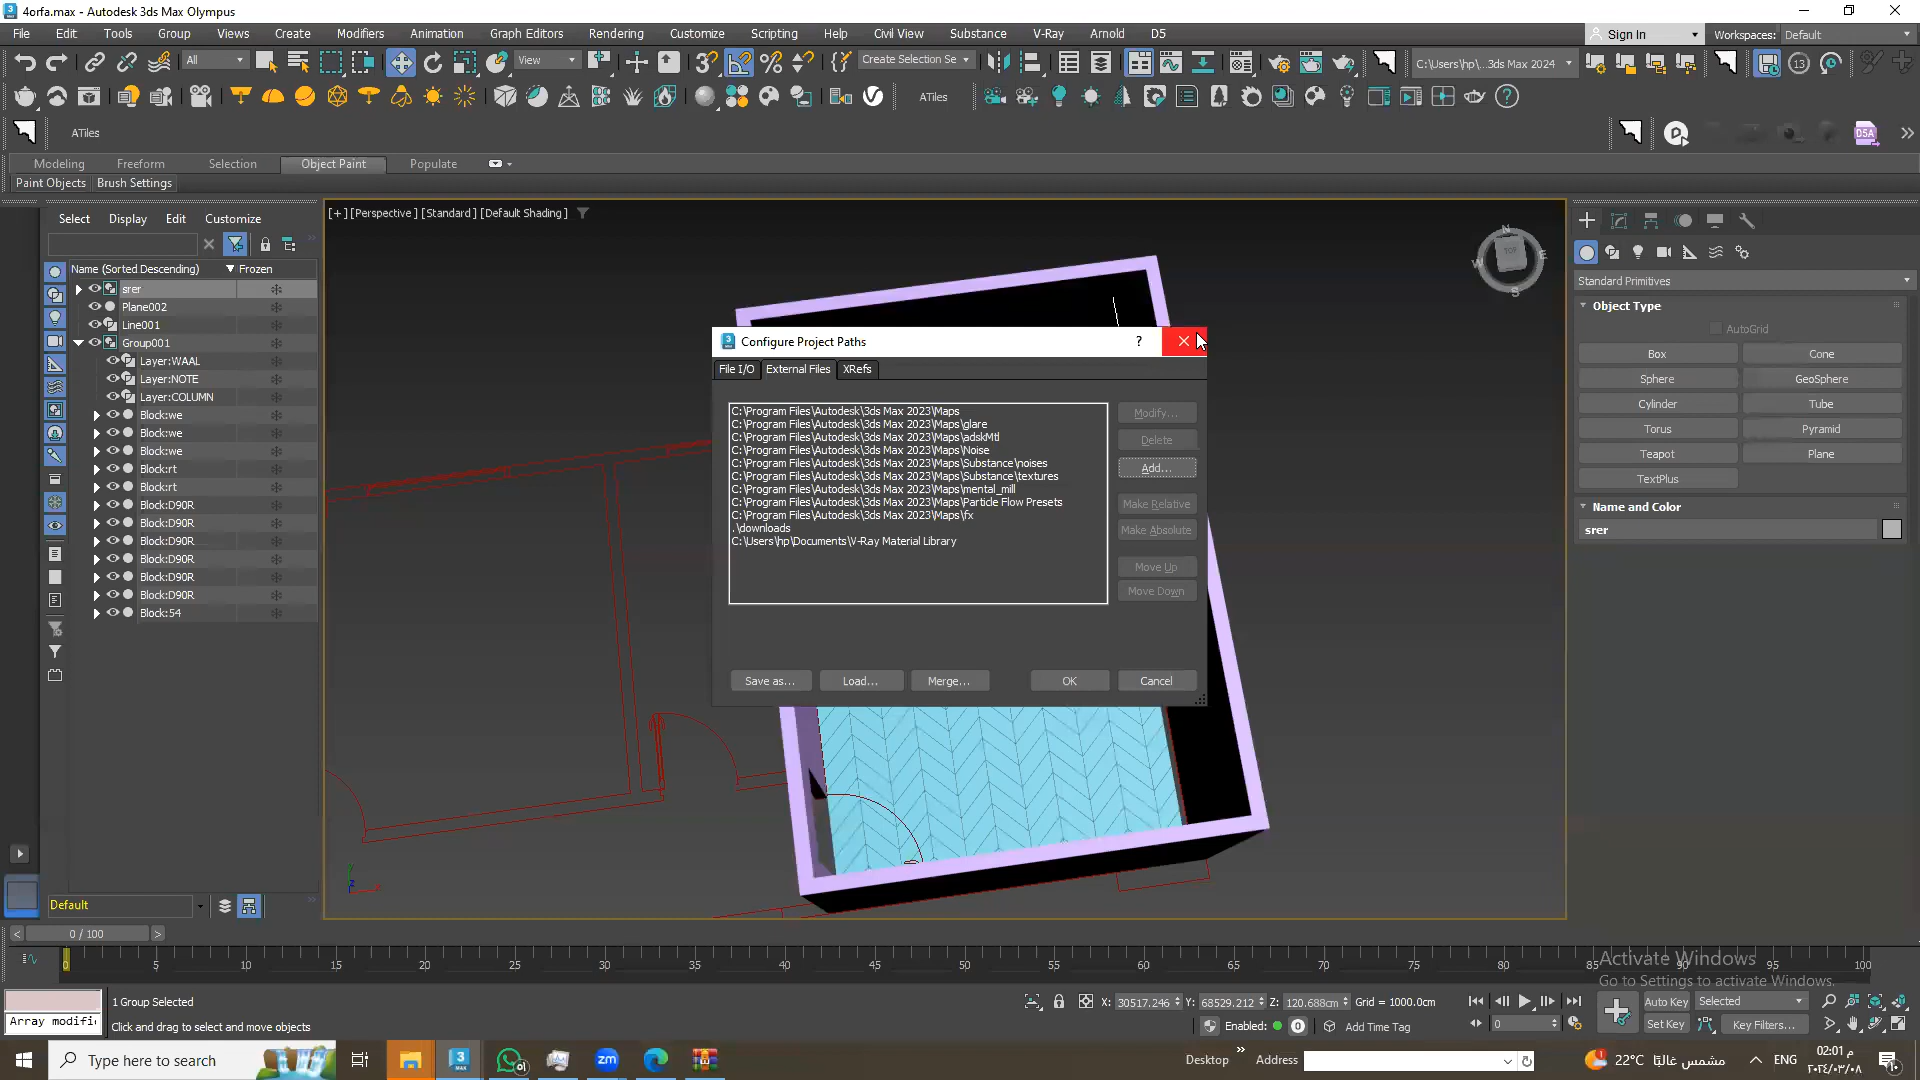 4orfa.max - Autodesk 3ds Max Olympus
File Edit Tools Group Views Create Modifiers Animation Graph Editors Rendering Customize Scripting Help Civil View Substance V-Ray Arnold D5
Sign In Workspaces: Default
All View Create Selection Se C:\Users\hp\...3ds Max 2024 13
ATiles
ATiles D5A
Modeling Freeform Selection Object Paint Populate
Paint Objects Brush Settings
Select Display Edit Customize
[+] [Perspective ] [Standard ] [Default Shading ]
Name (Sorted Descending) Frozen
srer
Plane002
Line001
Group001
Layer:WAAL
Layer:NOTE
Layer:COLUMN
Block:we
Block:we
Block:we
Block:rt
Block:rt
Block:D90R
Block:D90R
Block:D90R
Block:D90R
Block:D90R
Block:D90R
Block:54
Default
N
W TOP E
S
Standard Primitives
Object Type
AutoGrid
Box Cone
Sphere GeoSphere
Cylinder Tube
Torus Pyramid
Teapot Plane
TextPlus
Name and Color
srer
Configure Project Paths ?
File I/O External Files XRefs
C:\Program Files\Autodesk\3ds Max 2023\Maps
C:\Program Files\Autodesk\3ds Max 2023\Maps\glare
C:\Program Files\Autodesk\3ds Max 2023\Maps\adskMtl
C:\Program Files\Autodesk\3ds Max 2023\Maps\Noise
C:\Program Files\Autodesk\3ds Max 2023\Maps\Substance\noises
C:\Program Files\Autodesk\3ds Max 2023\Maps\Substance\textures
C:\Program Files\Autodesk\3ds Max 2023\Maps\mental_mill
C:\Program Files\Autodesk\3ds Max 2023\Maps\Particle Flow Presets
C:\Program Files\Autodesk\3ds Max 2023\Maps\fx
.\downloads
C:\Users\hp\Documents\V-Ray Material Library
Modify...
Delete
Add...
Make Relative
Make Absolute
Move Up
Move Down
Save as... Load... Merge... OK Cancel
< 0 / 100 >
0 5 10 15 20 25 30 35 40 45 50 55 60 65 70 75 80 85 90 95 100
Activate Windows
Go to Settings to activate Windows.
1 Group Selected X: 30517.246 Y: 68529.212 Z: 120.688cm Grid = 1000.0cm Auto Key Selected
Array modifi Click and drag to select and move objects Enabled: 0 Add Time Tag 0 Set Key Key Filters...
Type here to search Desktop Address 22°C مشمس غالبًا ENG 02:01 م
٢٠٢٤/٠٣/٠٨